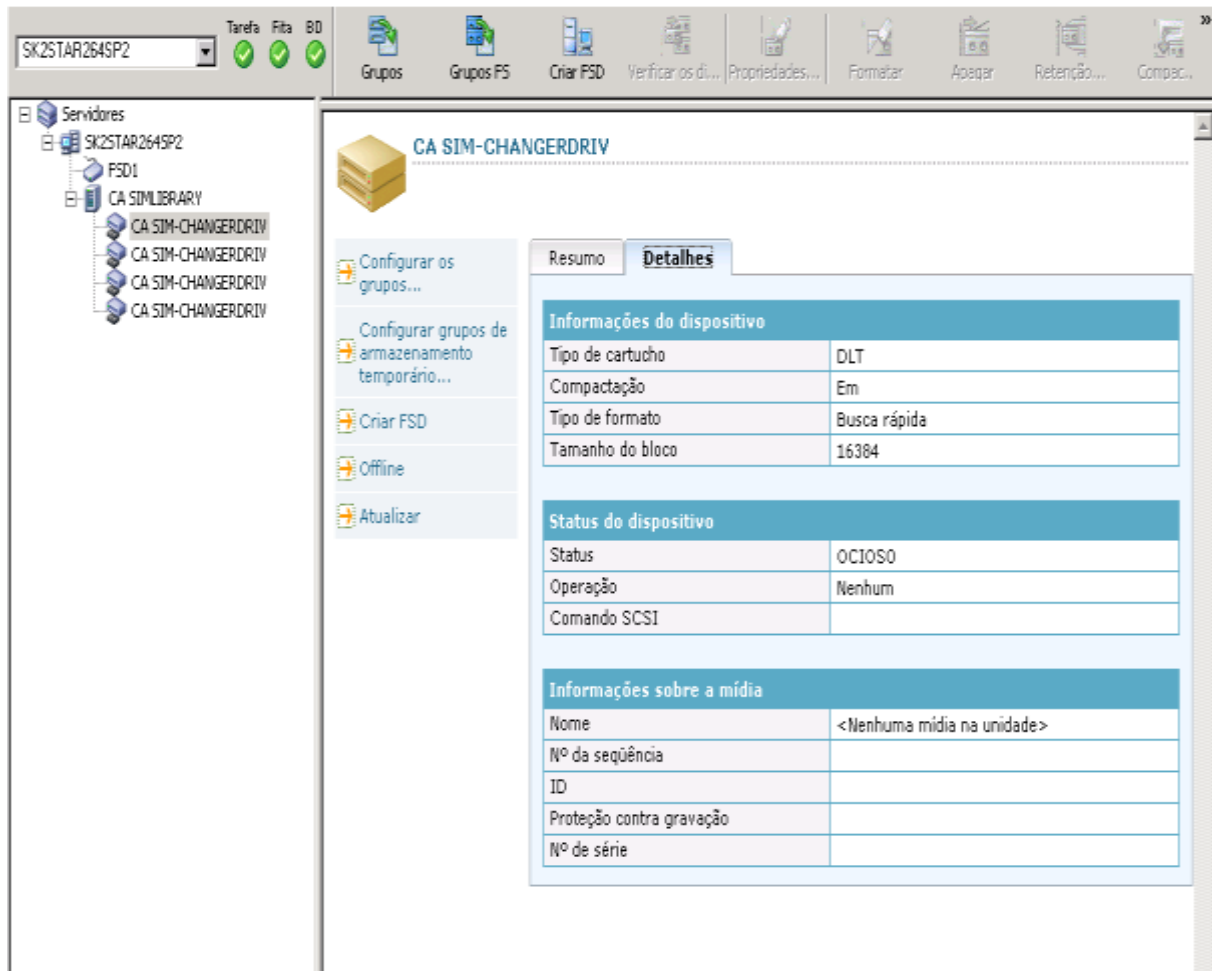 Tarefa Fita BD
SK2STAR264SP2
Grupos
Grupos FS
Criar FSD
Verificar os di...
Propriedades...
Formatar
Apagar
Retenção...
Compac..
»
Servidores
SK2STAR264SP2
FSD1
CA SIMLIBRARY
CA SIM-CHANGERDRIV
CA SIM-CHANGERDRIV
CA SIM-CHANGERDRIV
CA SIM-CHANGERDRIV
CA SIM-CHANGERDRIV
Configurar os
grupos...
Configurar grupos de
armazenamento
temporário...
Criar FSD
Offline
Atualizar
Resumo Detalhes
Informações do dispositivo
Tipo de cartucho DLT
Compactação Em
Tipo de formato Busca rápida
Tamanho do bloco 16384
Status do dispositivo
Status OCIOSO
Operação Nenhum
Comando SCSI
Informações sobre a mídia
Nome <Nenhuma mídia na unidade>
Nº da seqüência
ID
Proteção contra gravação
Nº de série